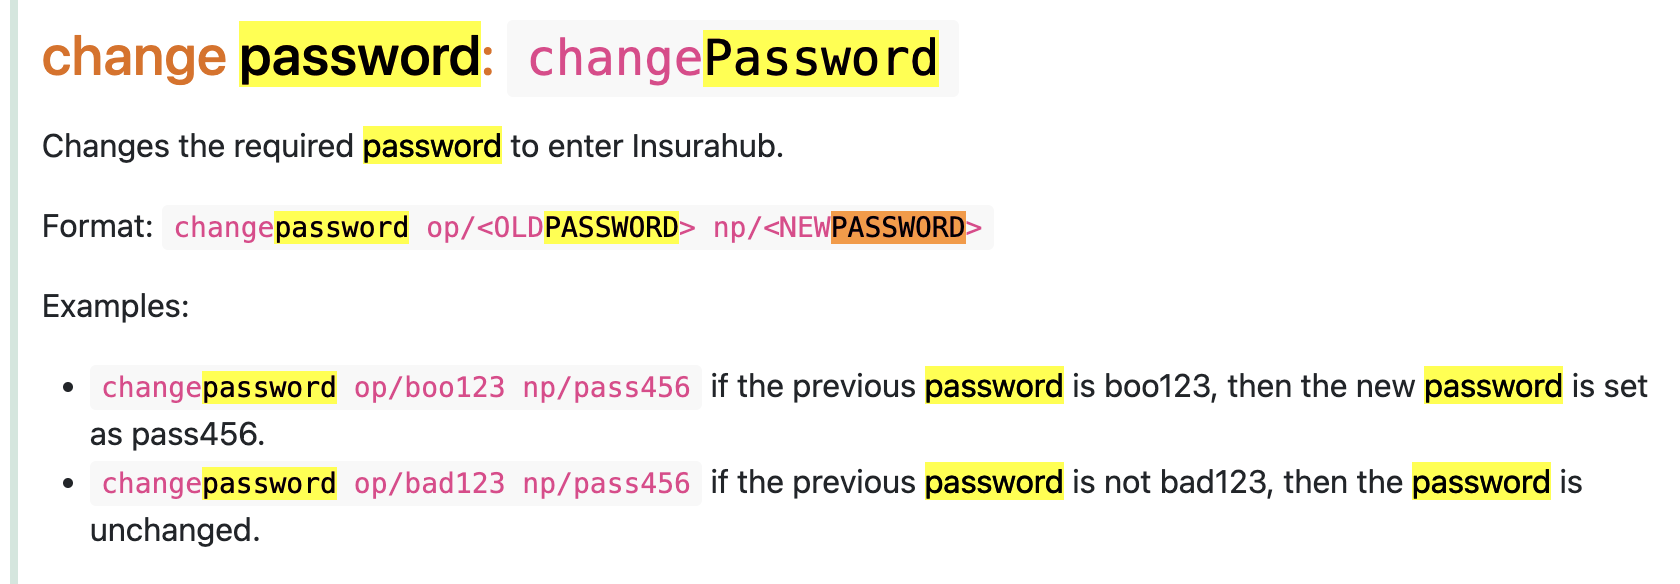 change password: changePassword
Changes the required password to enter Insurahub.
Format: changepassword op/<OLDPASSWORD> np/<NEWPASSWORD>
Examples:
• changepassword op/boo123 np/pass456 if the previous password is boo123, then the new password is set
as pass456.
• changepassword op/bad123 np/pass456 if the previous password is not bad123, then the password is
unchanged.